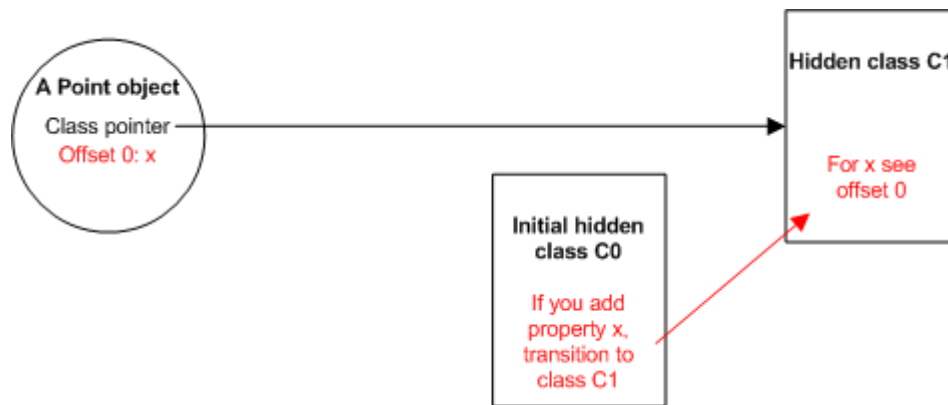 A Point object
Class pointer
Offset 0: x
Hidden class C1
For x see
offset 0
Initial hidden
class C0
If you add
property x,
transition to
class C1